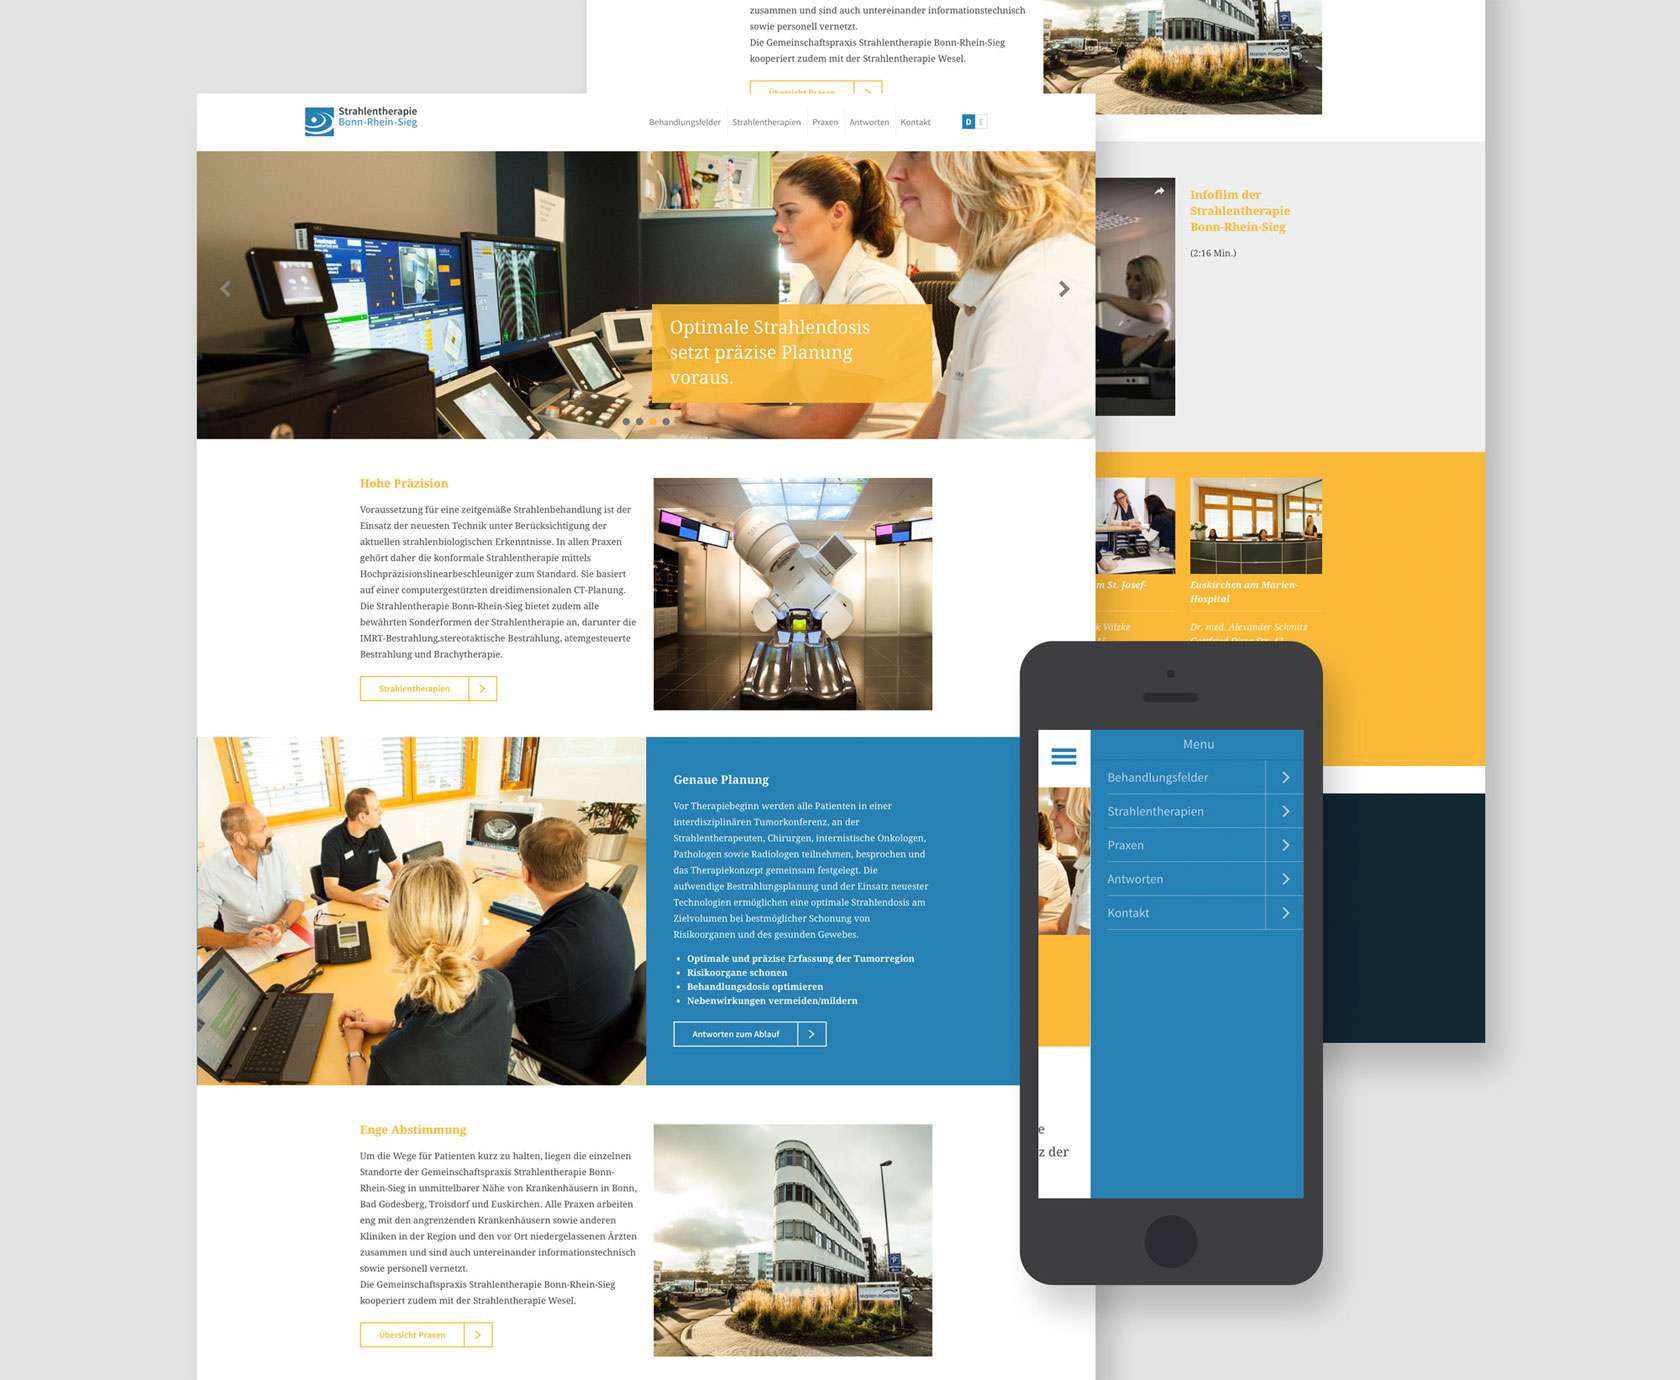 zusammen und sind auch untereinander informationstechnisch
sowie personell vernetzt.
Die Gemeinschaftspraxis Strahlentherapie Bonn-Rhein-Sieg
kooperiert zudem mit der Strahlentherapie Wesel.
Übersicht Praxen
Marien-Hospital
Strahlentherapie
Bonn-Rhein-Sieg
Behandlungsfelder
Strahlentherapien
Praxen
Antworten
Kontakt
D
E
Optimale Strahlendosis
setzt präzise Planung
voraus.
Infofilm der
Strahlentherapie
Bonn-Rhein-Sieg
(2:16 Min.)
Hohe Präzision
Voraussetzung für eine zeitgemäße Strahlenbehandlung ist der
Einsatz der neuesten Technik unter Berücksichtigung der
aktuellen strahlenbiologischen Erkenntnisse. In allen Praxen
gehört daher die konformale Strahlentherapie mittels
Hochpräzisionslinearbeschleuniger zum Standard. Sie basiert
auf einer computergestützten dreidimensionalen CT-Planung.
Die Strahlentherapie Bonn-Rhein-Sieg bietet zudem alle
bewährten Sonderformen der Strahlentherapie an, darunter die
IMRT-Bestrahlung,stereotaktische Bestrahlung, atemgesteuerte
Bestrahlung und Brachytherapie.
Strahlentherapien
m St. Josef-
k Völzke
Euskirchen am Marien-
Hospital
Dr. med. Alexander Schmitz
Genaue Planung
Vor Therapiebeginn werden alle Patienten in einer
interdisziplinären Tumorkonferenz, an der
Strahlentherapeuten, Chirurgen, internistische Onkologen,
Pathologen sowie Radiologen teilnehmen, besprochen und
das Therapiekonzept gemeinsam festgelegt. Die
aufwendige Bestrahlungsplanung und der Einsatz neuester
Technologien ermöglichen eine optimale Strahlendosis am
Zielvolumen bei bestmöglicher Schonung von
Risikoorganen und des gesunden Gewebes.
• Optimale und präzise Erfassung der Tumorregion
• Risikoorgane schonen
• Behandlungsdosis optimieren
• Nebenwirkungen vermeiden/mildern
Antworten zum Ablauf
Menu
Behandlungsfelder
Strahlentherapien
Praxen
Antworten
Kontakt
e
z der
Enge Abstimmung
Um die Wege für Patienten kurz zu halten, liegen die einzelnen
Standorte der Gemeinschaftspraxis Strahlentherapie Bonn-
Rhein-Sieg in unmittelbarer Nähe von Krankenhäusern in Bonn,
Bad Godesberg, Troisdorf und Euskirchen. Alle Praxen arbeiten
eng mit den angrenzenden Krankenhäusern sowie anderen
Kliniken in der Region und den vor Ort niedergelassenen Ärzten
zusammen und sind auch untereinander informationstechnisch
sowie personell vernetzt.
Die Gemeinschaftspraxis Strahlentherapie Bonn-Rhein-Sieg
kooperiert zudem mit der Strahlentherapie Wesel.
Übersicht Praxen
Marien-Hospital